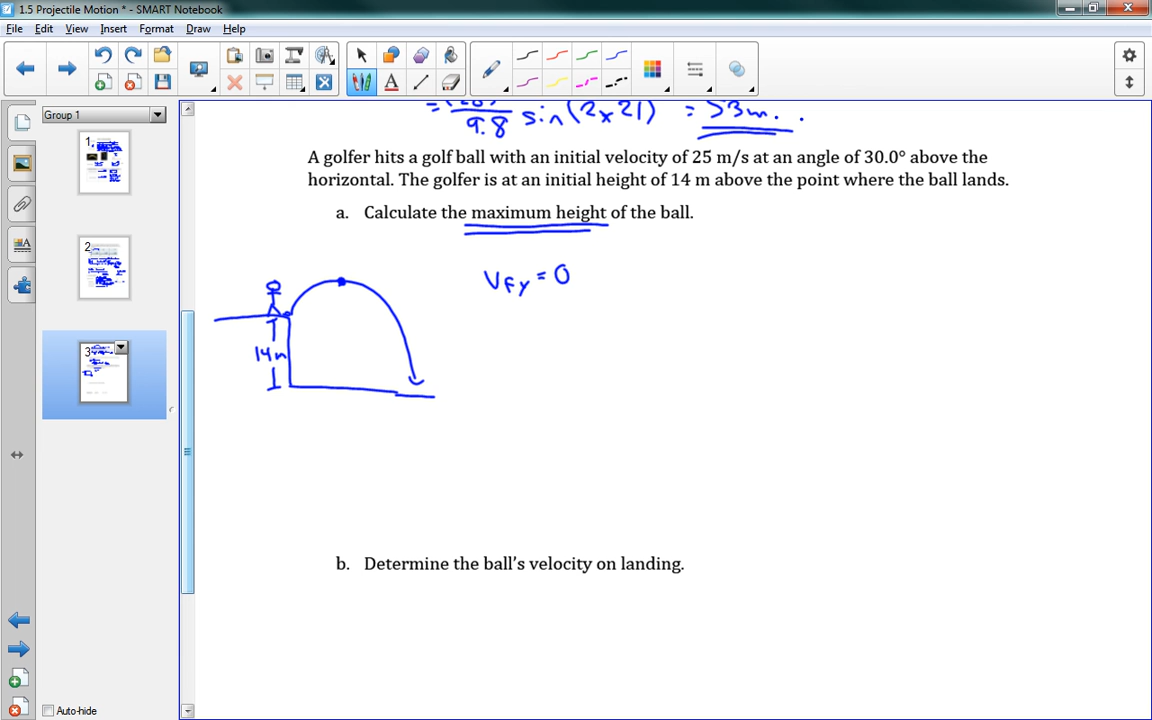 1.5 Projectile Motion * - SMART Notebook
File Edit View Insert Format Draw Help
Group 1
1
2
3
Auto-hide
9.8 sin(2x21) = 53m.
A golfer hits a golf ball with an initial velocity of 25 m/s at an angle of 30.0° above the
horizontal. The golfer is at an initial height of 14 m above the point where the ball lands.
a. Calculate the maximum height of the ball.
VFy = 0
14m
b. Determine the ball's velocity on landing.